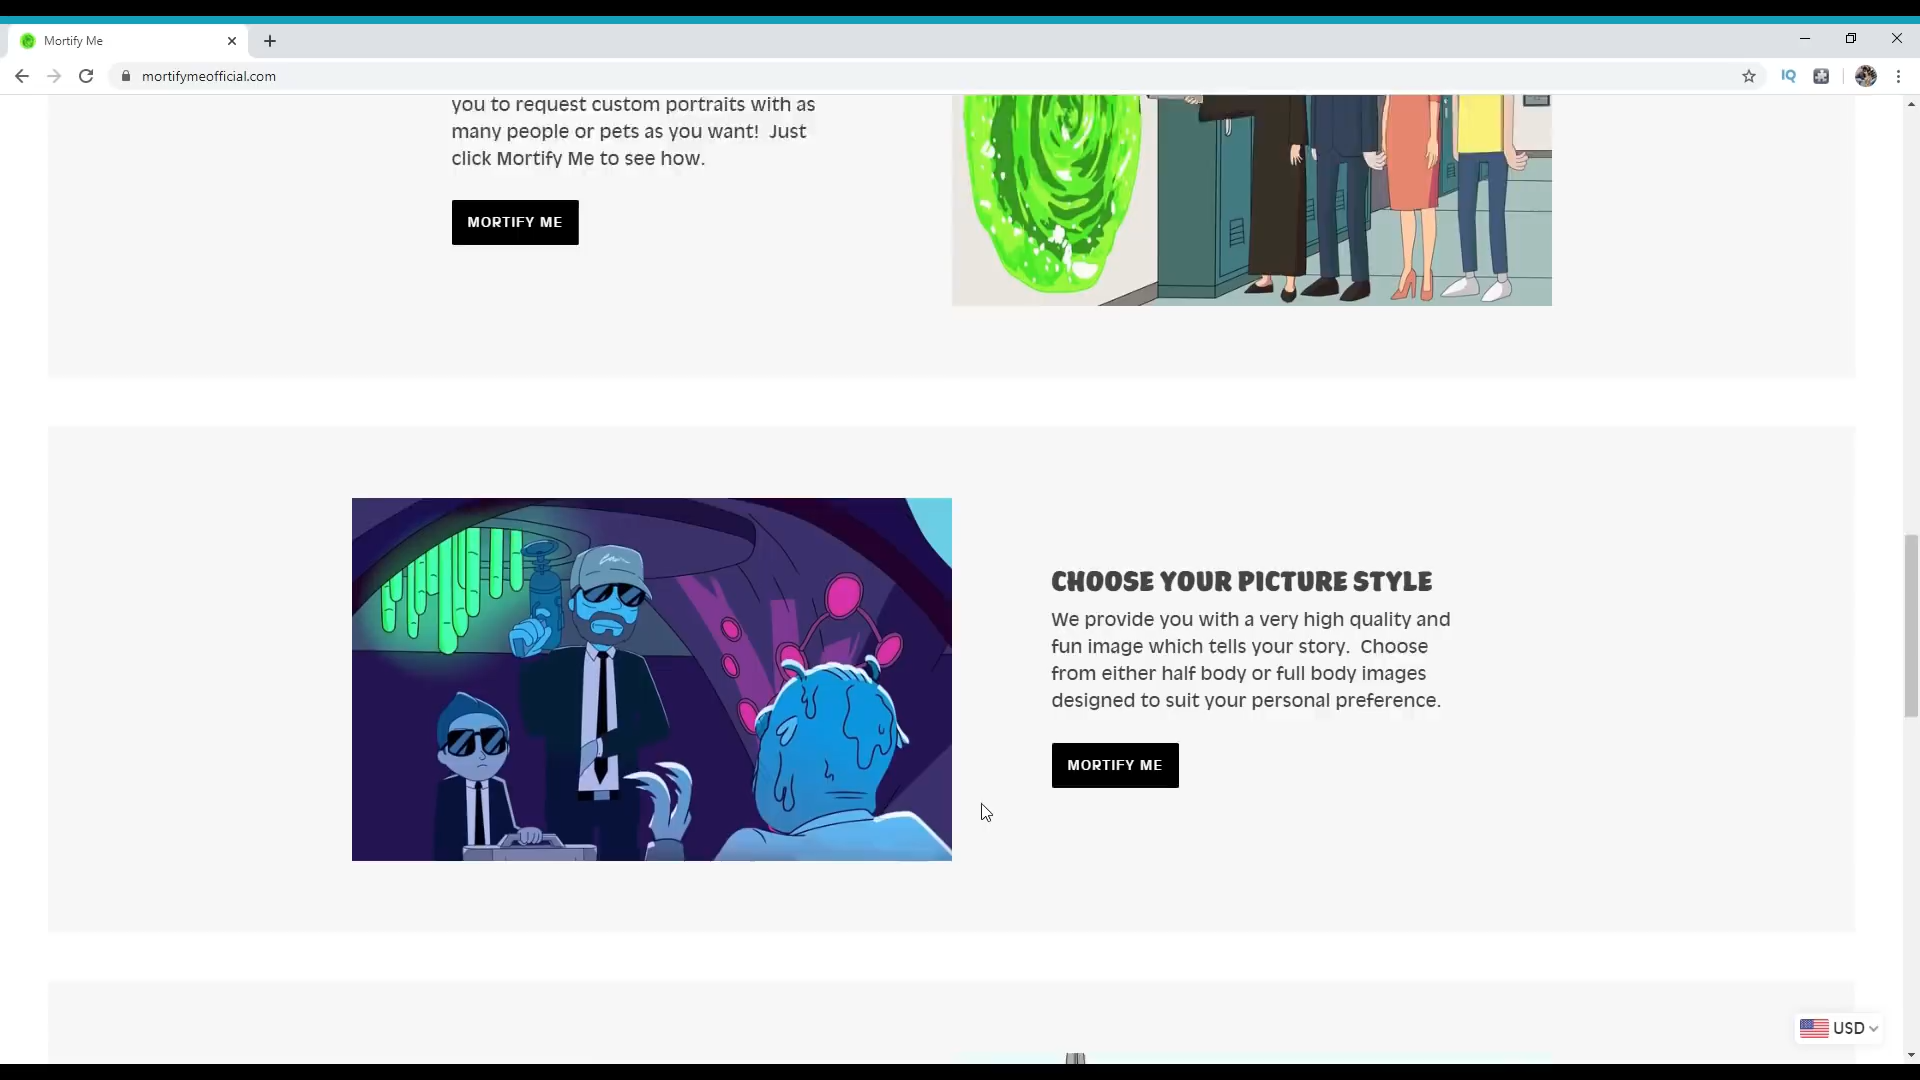 Mortify Me
mortifymeofficial.com
IQ
you to request custom portraits with as
many people or pets as you want! Just
click Mortify Me to see how.
MORTIFY ME
CHOOSE YOUR PICTURE STYLE
We provide you with a very high quality and
fun image which tells your story. Choose
from either half body or full body images
designed to suit your personal preference.
MORTIFY ME
USD